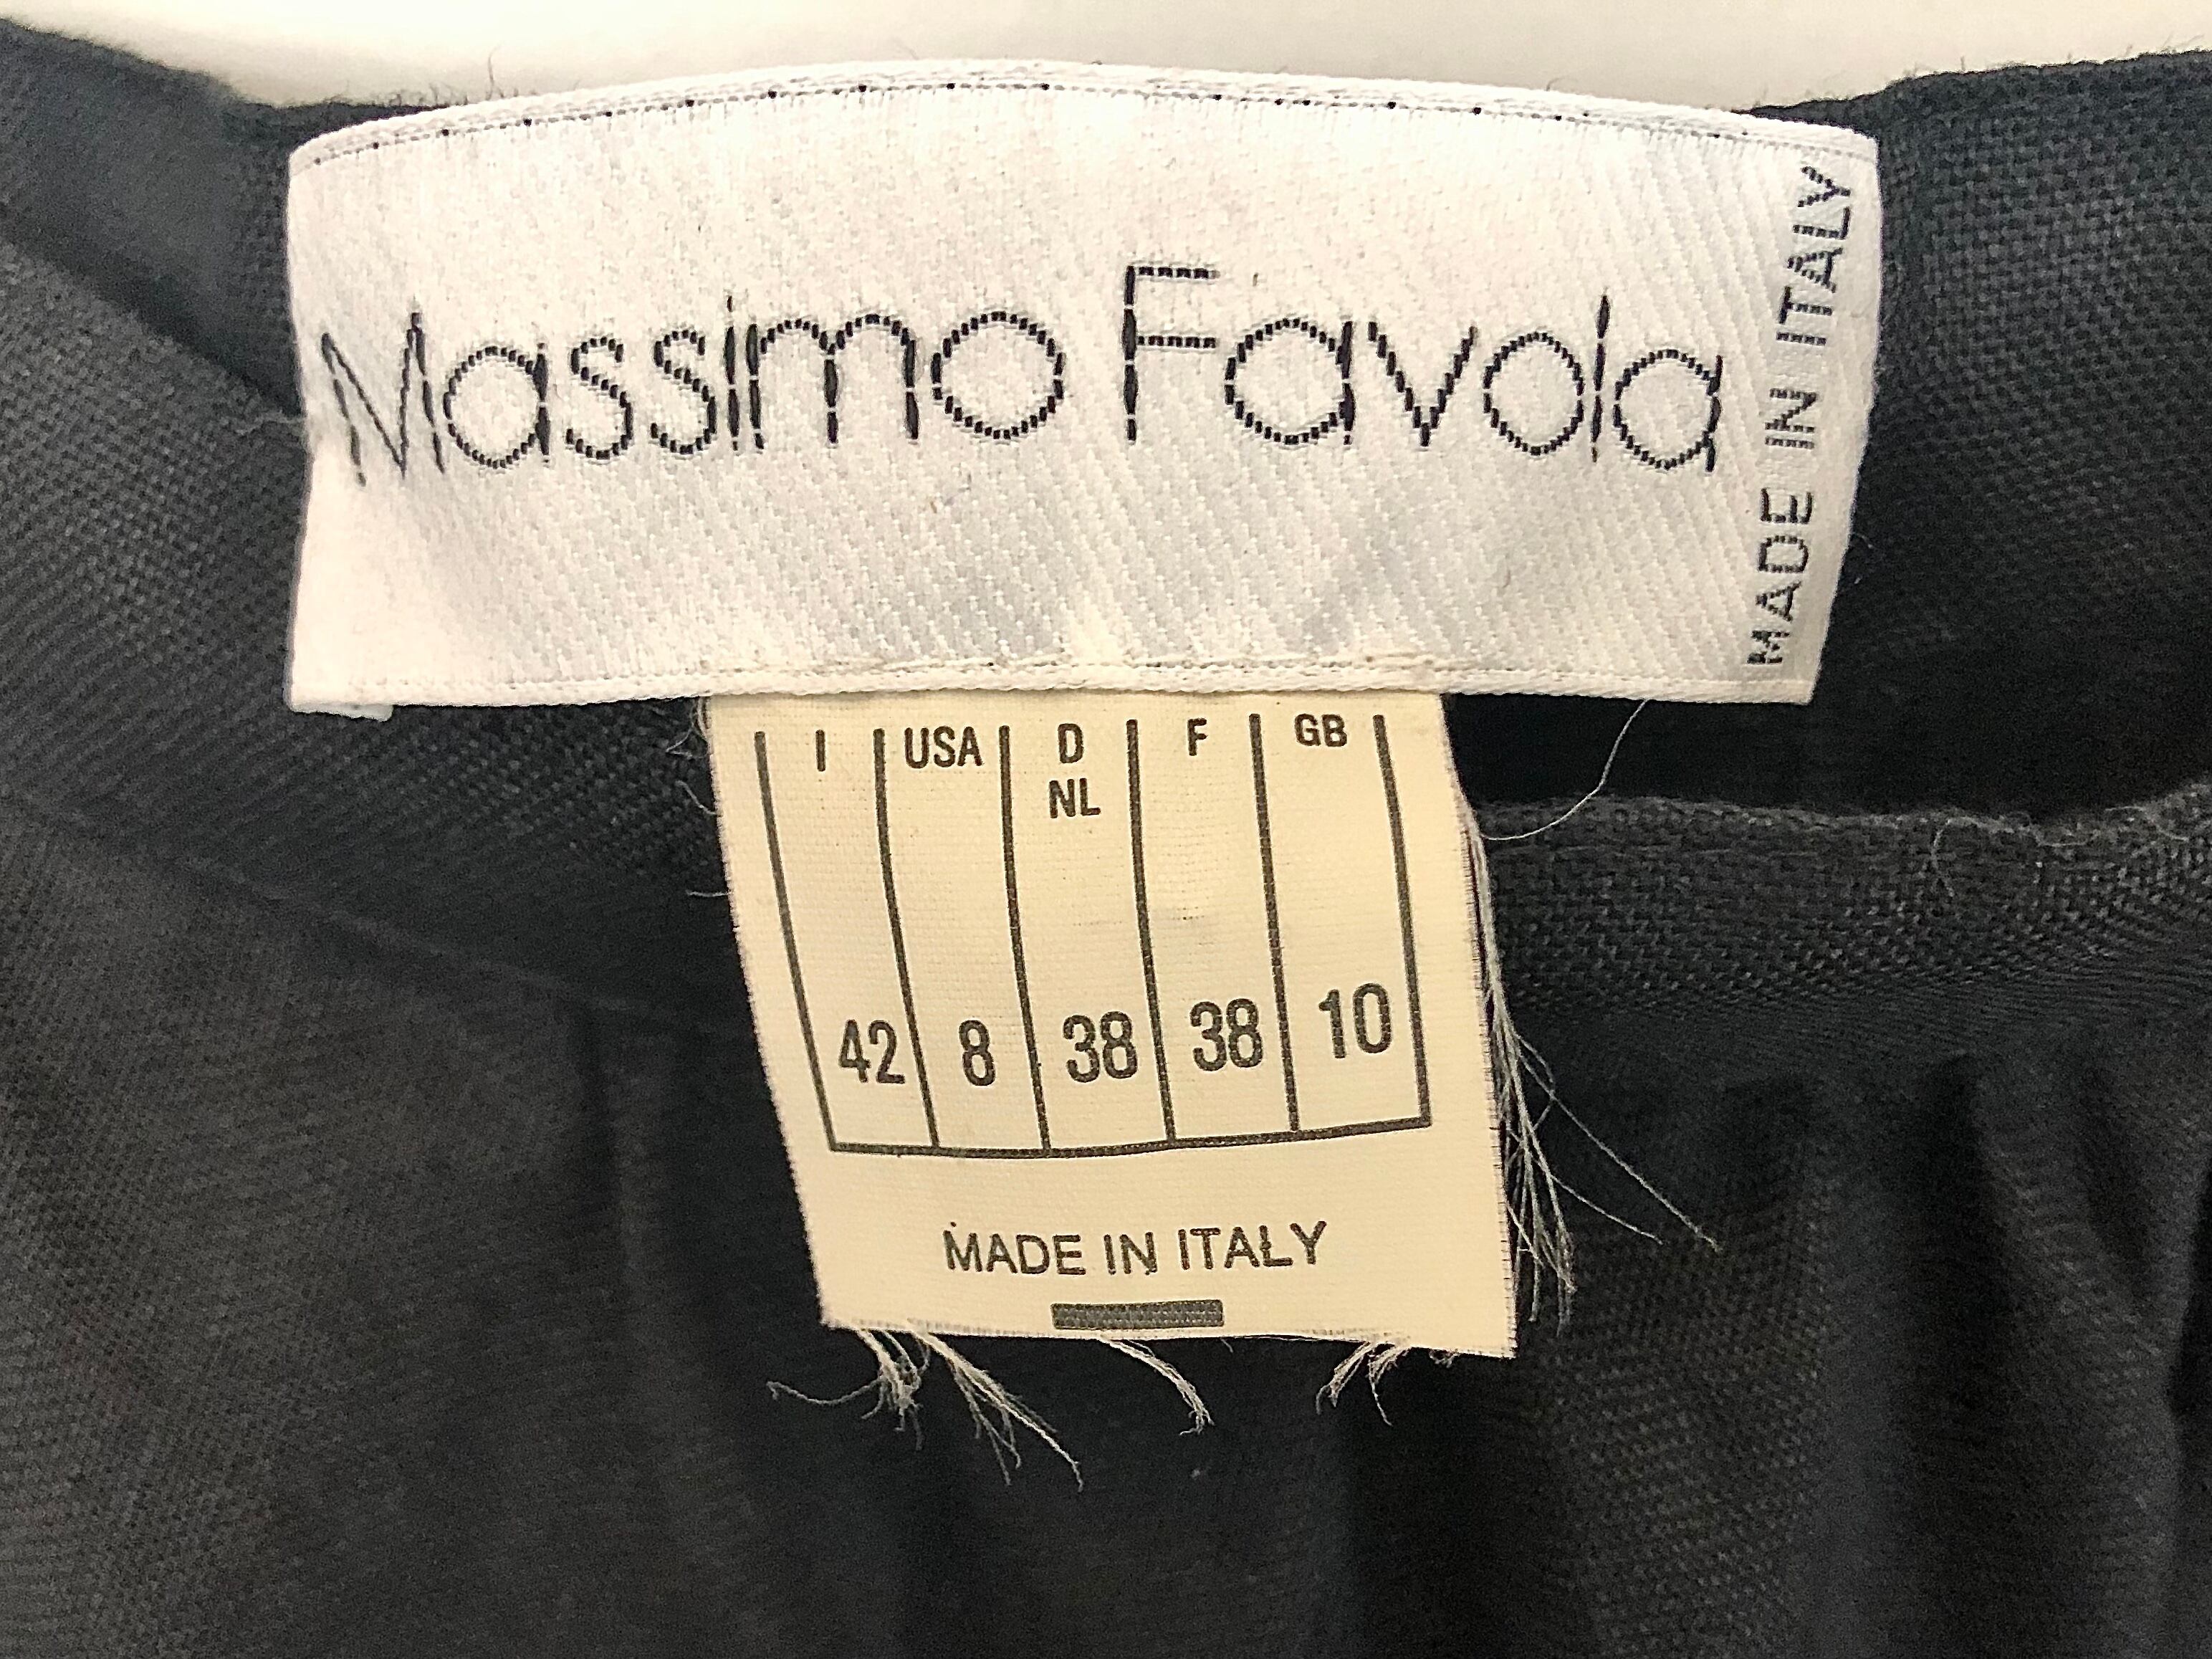 Massimo Favola
MADE IN ITALY
I USA D F GB
NL
42 8 38 38 10
MADE IN ITALY